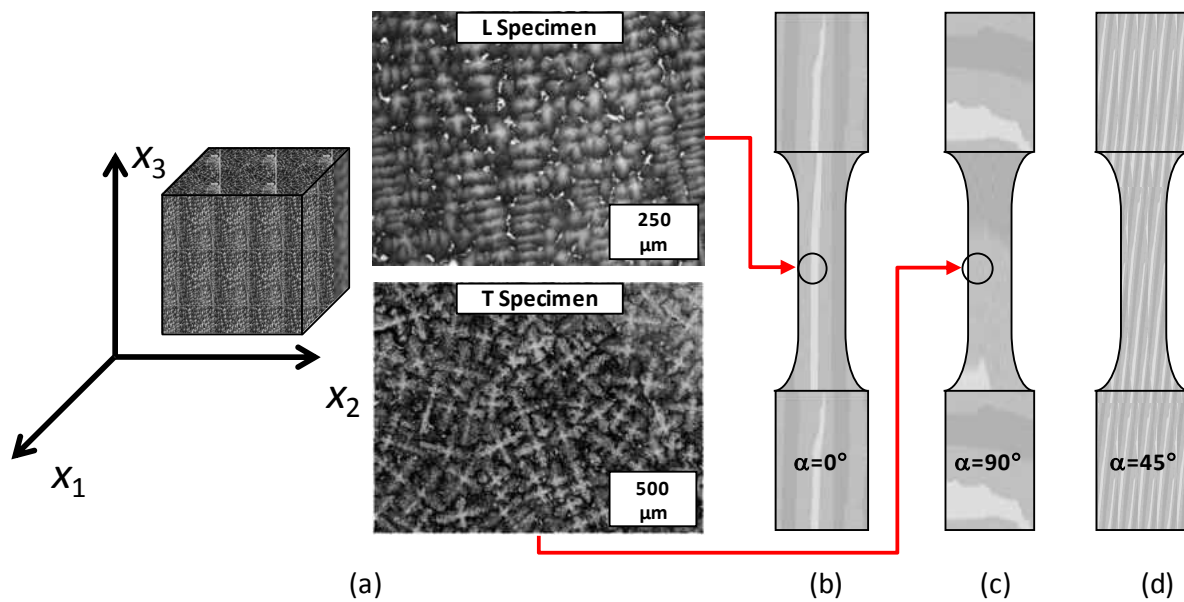 L Specimen
250
µm
T Specimen
500
µm
x3
x2
x1
α=0°
α=90°
α=45°
(a)
(b)
(c)
(d)